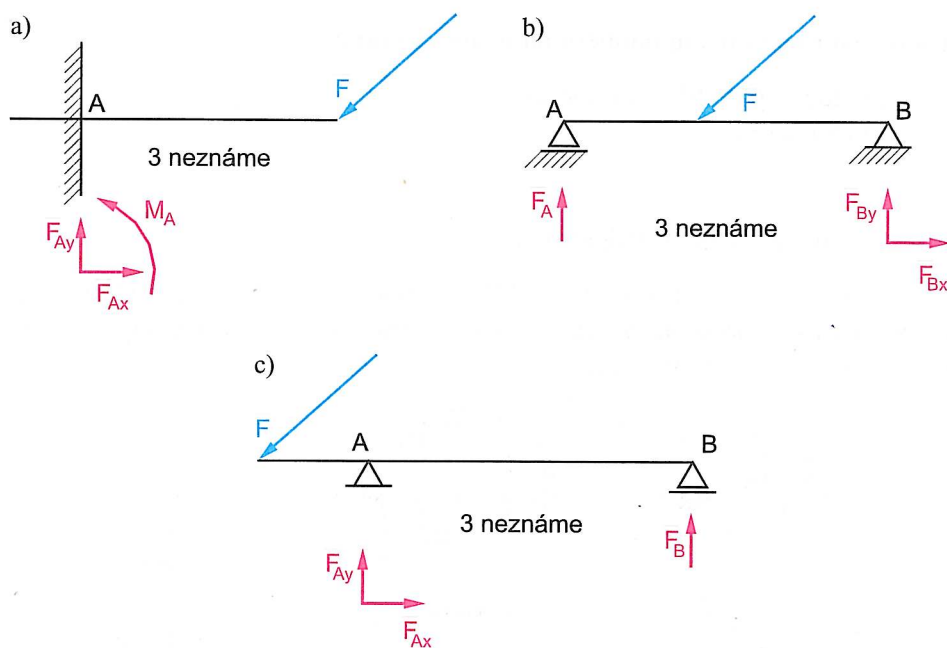 a)
F
A
3 neznáme
M_A
F_Ay
F_Ax
b)
F
A
B
F_A
F_By
3 neznáme
F_Bx
c)
F
A
B
3 neznáme
F_B
F_Ay
F_Ax